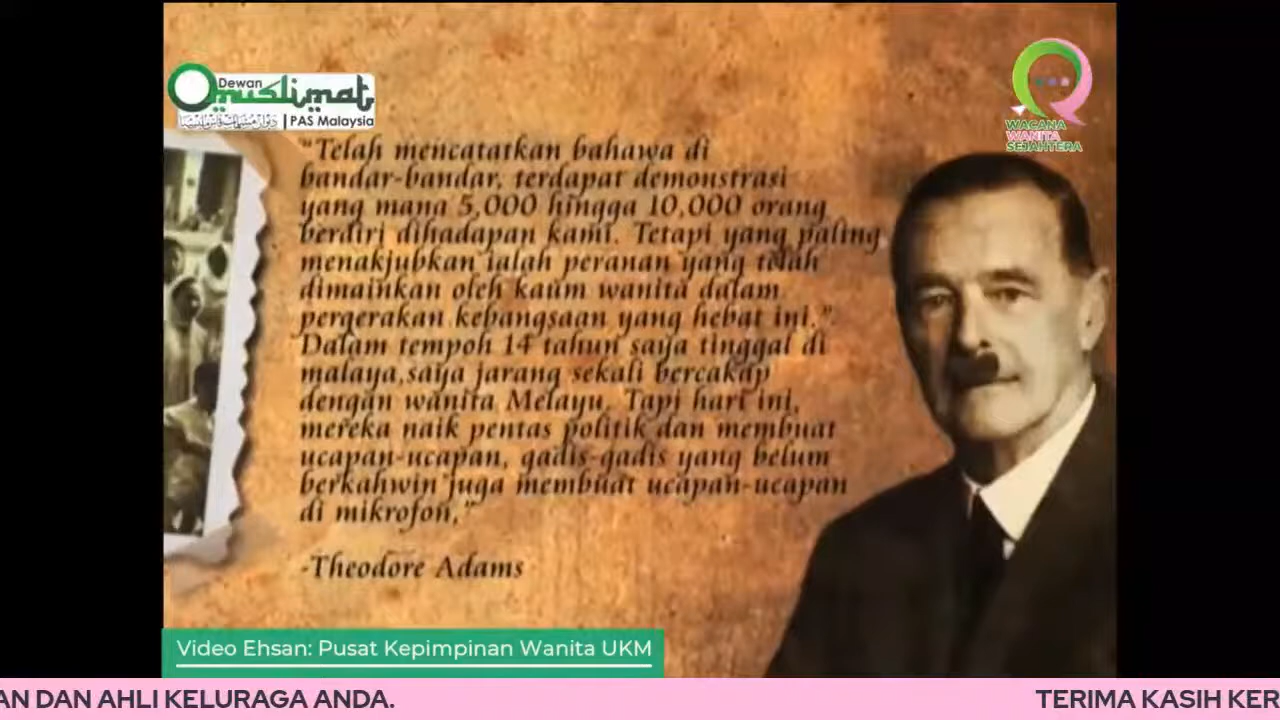 Dewan
muslimat
PAS Malaysia
WACANA
WANITA
SEJAHTERA
"Telah mencatatkan bahawa di
bandar-bandar, terdapat demonstrasi
yang mana 5,000 hingga 10,000 orang
berdiri dihadapan kami. Tetapi yang paling
menakjubkan ialah peranan yang telah
dimainkan oleh kaum wanita dalam
pergerakan kebangsaan yang hebat ini,".
Dalam tempoh 14 tahun saya tinggal di
malaya,saya jarang sekali bercakap
dengan wanita Melayu. Tapi hari ini,
mereka naik pentas politik dan membuat
ucapan-ucapan, gadis-gadis yang belum
berkahwin juga membuat ucapan-ucapan
di mikrofon,"
-Theodore Adams
Video Ehsan: Pusat Kepimpinan Wanita UKM
AN DAN AHLI KELURAGA ANDA.
TERIMA KASIH KER